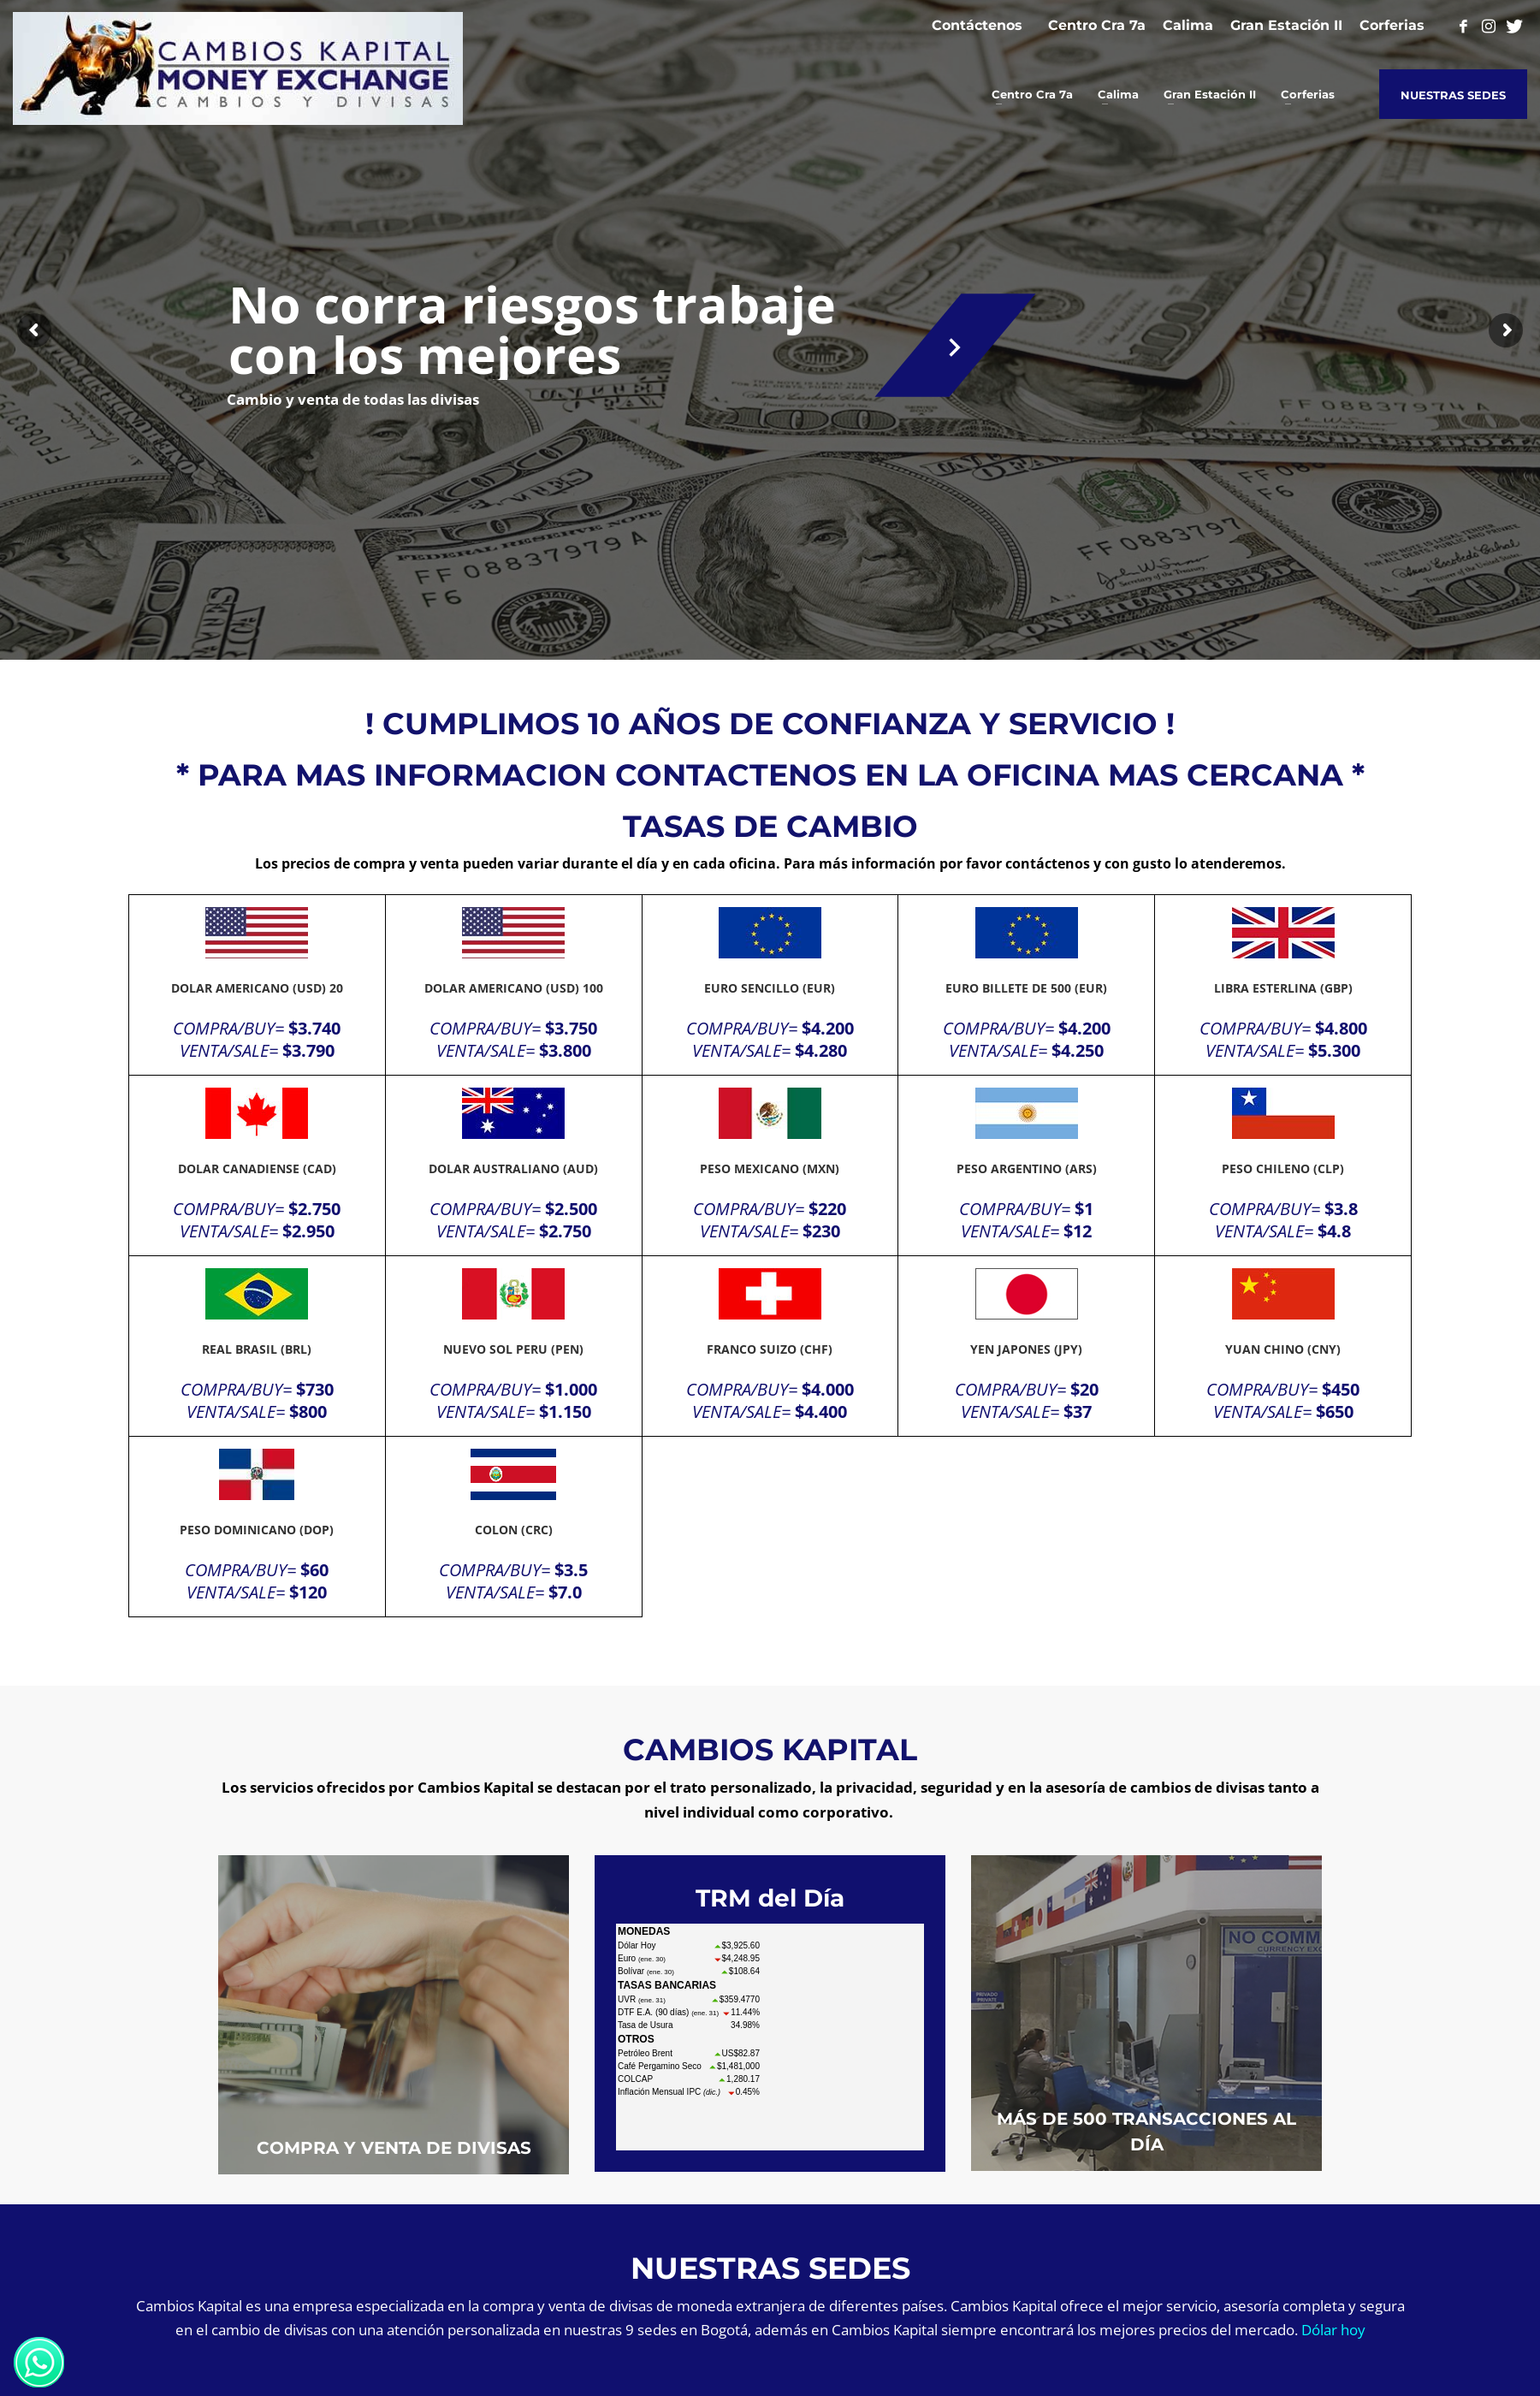 CAMBIOS KAPITAL
MONEY EXCHANGE
CAMBIOS Y DIVISAS
Contáctenos Centro Cra 7a Calima Gran Estación II Corferias
Centro Cra 7a Calima Gran Estación II Corferias NUESTRAS SEDES
No corra riesgos trabaje
con los mejores
Cambio y venta de todas las divisas
FF 08837979 A
FEDERAL RESERVE NOTE
FF 0883797
! CUMPLIMOS 10 AÑOS DE CONFIANZA Y SERVICIO !
* PARA MAS INFORMACION CONTACTENOS EN LA OFICINA MAS CERCANA *
TASAS DE CAMBIO
Los precios de compra y venta pueden variar durante el día y en cada oficina. Para más información por favor contáctenos y con gusto lo atenderemos.
DOLAR AMERICANO (USD) 20
COMPRA/BUY= $3.740
VENTA/SALE= $3.790
DOLAR AMERICANO (USD) 100
COMPRA/BUY= $3.750
VENTA/SALE= $3.800
EURO SENCILLO (EUR)
COMPRA/BUY= $4.200
VENTA/SALE= $4.280
EURO BILLETE DE 500 (EUR)
COMPRA/BUY= $4.200
VENTA/SALE= $4.250
LIBRA ESTERLINA (GBP)
COMPRA/BUY= $4.800
VENTA/SALE= $5.300
DOLAR CANADIENSE (CAD)
COMPRA/BUY= $2.750
VENTA/SALE= $2.950
DOLAR AUSTRALIANO (AUD)
COMPRA/BUY= $2.500
VENTA/SALE= $2.750
PESO MEXICANO (MXN)
COMPRA/BUY= $220
VENTA/SALE= $230
PESO ARGENTINO (ARS)
COMPRA/BUY= $1
VENTA/SALE= $12
PESO CHILENO (CLP)
COMPRA/BUY= $3.8
VENTA/SALE= $4.8
REAL BRASIL (BRL)
COMPRA/BUY= $730
VENTA/SALE= $800
NUEVO SOL PERU (PEN)
COMPRA/BUY= $1.000
VENTA/SALE= $1.150
FRANCO SUIZO (CHF)
COMPRA/BUY= $4.000
VENTA/SALE= $4.400
YEN JAPONES (JPY)
COMPRA/BUY= $20
VENTA/SALE= $37
YUAN CHINO (CNY)
COMPRA/BUY= $450
VENTA/SALE= $650
PESO DOMINICANO (DOP)
COMPRA/BUY= $60
VENTA/SALE= $120
COLON (CRC)
COMPRA/BUY= $3.5
VENTA/SALE= $7.0
CAMBIOS KAPITAL
Los servicios ofrecidos por Cambios Kapital se destacan por el trato personalizado, la privacidad, seguridad y en la asesoría de cambios de divisas tanto a
nivel individual como corporativo.
COMPRA Y VENTA DE DIVISAS
TRM del Día
MONEDAS
Dólar Hoy $3,925.60
Euro (ene. 30) $4,248.95
Bolívar (ene. 30) $108.64
TASAS BANCARIAS
UVR (ene. 31) $359.4770
DTF E.A. (90 días) (ene. 31) 11.44%
Tasa de Usura 34.98%
OTROS
Petróleo Brent US$82.87
Café Pergamino Seco $1,481,000
COLCAP 1,280.17
Inflación Mensual IPC (dic.) 0.45%
NO COMM
CURRENCY EXC
MÁS DE 500 TRANSACCIONES AL
DÍA
NUESTRAS SEDES
Cambios Kapital es una empresa especializada en la compra y venta de divisas de moneda extranjera de diferentes países. Cambios Kapital ofrece el mejor servicio, asesoría completa y segura
en el cambio de divisas con una atención personalizada en nuestras 9 sedes en Bogotá, además en Cambios Kapital siempre encontrará los mejores precios del mercado. Dólar hoy